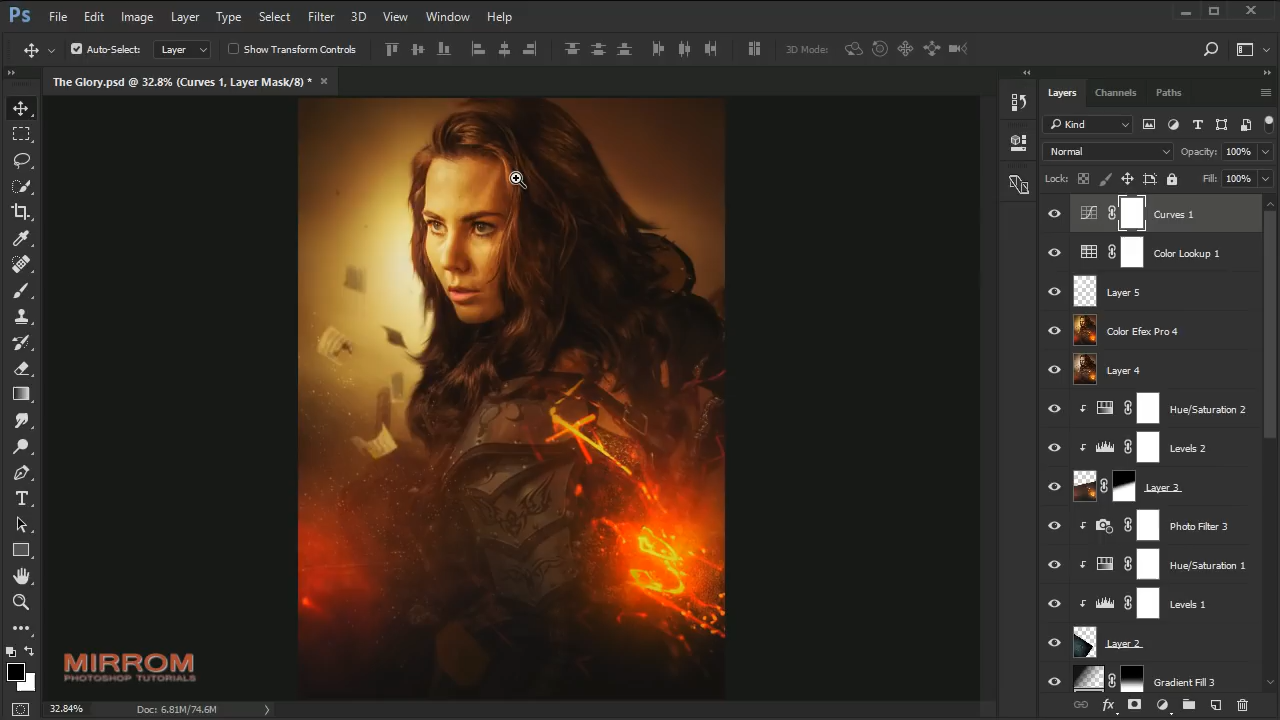 Ps File Edit Image Layer Type Select Filter 3D View Window Help
Auto-Select: Layer Show Transform Controls 3D Mode:
The Glory.psd @ 32.8% (Curves 1, Layer Mask/8) * ×
Layers Channels Paths
Kind
Normal Opacity: 100%
Lock: Fill: 100%
Curves 1
Color Lookup 1
Layer 5
Color Efex Pro 4
Layer 4
Hue/Saturation 2
Levels 2
Layer 3
Photo Filter 3
Hue/Saturation 1
Levels 1
Layer 2
Gradient Fill 3
MIRROM
PHOTOSHOP TUTORIALS
32.84% Doc: 6.81M/74.6M